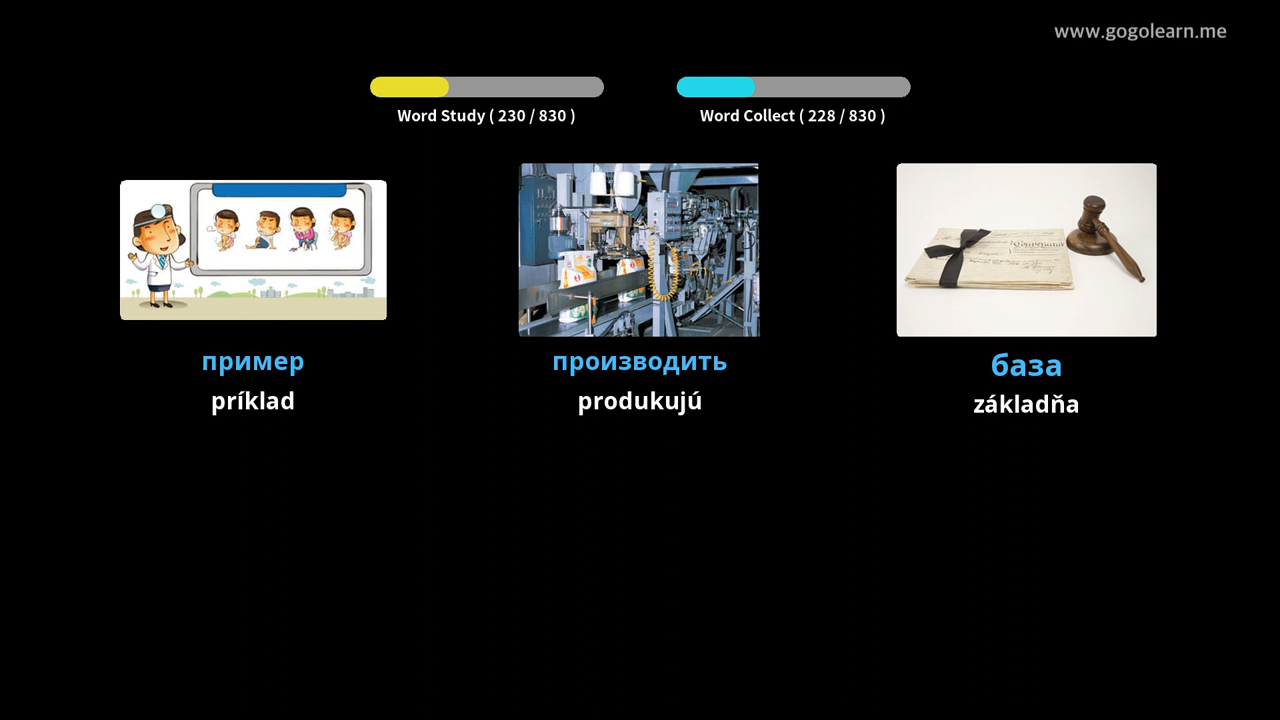 www.gogolearn.me
Word Study ( 230 / 830 )
Word Collect ( 228 / 830 )
пример
príklad
производить
produkujú
база
základňa